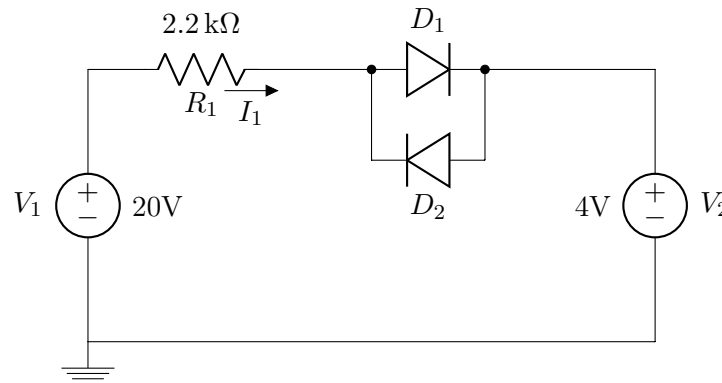 2.2 kΩ
D₁
R₁
I₁
D₂
V₁
+
−
20V
4V
+
−
V₂